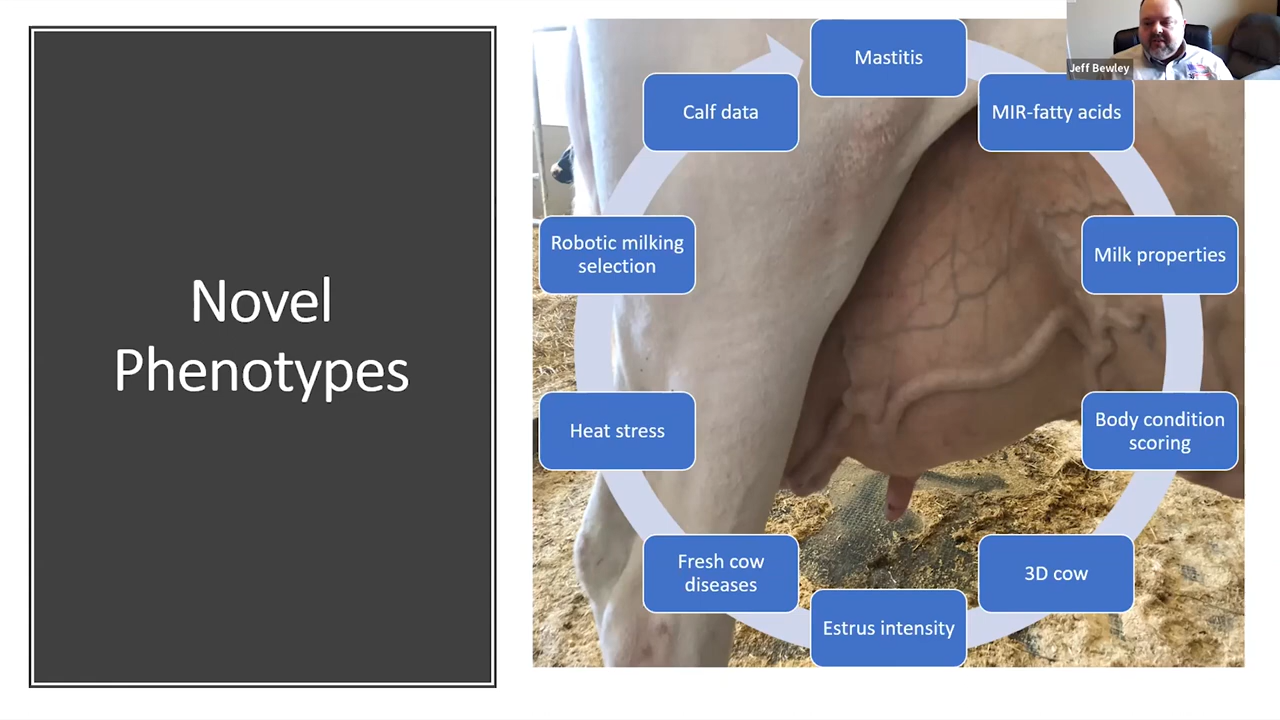 Novel
Phenotypes
Mastitis
MIR-fatty acids
Milk properties
Body condition
scoring
3D cow
Estrus intensity
Fresh cow
diseases
Heat stress
Robotic milking
selection
Calf data
Jeff Bewley